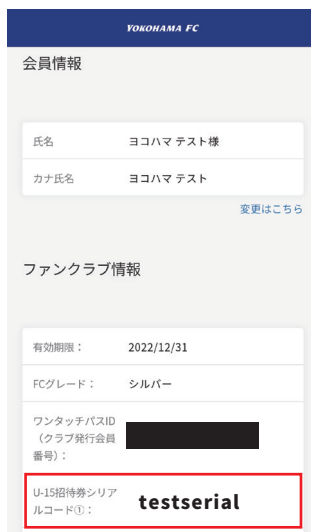 YOKOHAMA FC
会員情報
氏名 ヨコハマ テスト様
カナ氏名 ヨコハマ テスト
変更はこちら
ファンクラブ情報
有効期限： 2022/12/31
FCグレード： シルバー
ワンタッチパスID
（クラブ発行会員
番号）：
U-15招待券シリア
ルコード①： testserial